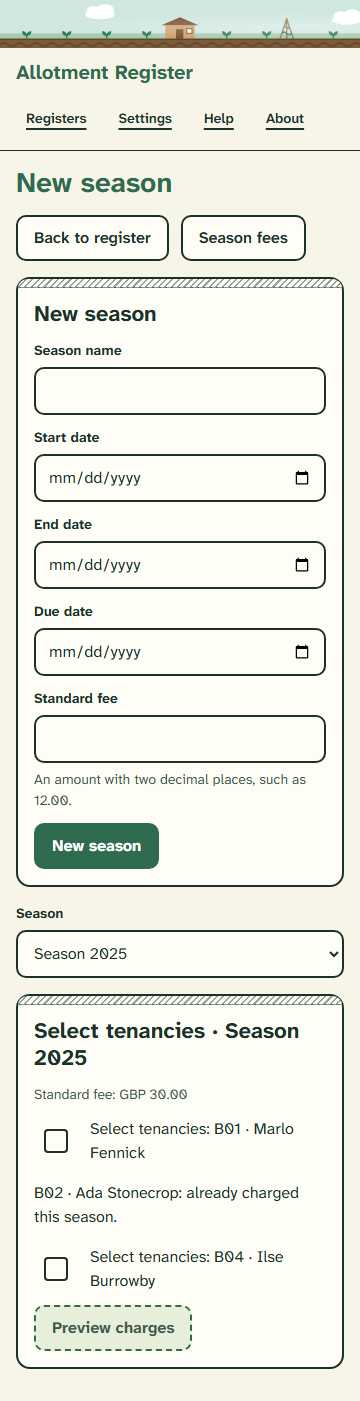 Allotment Register
Registers Settings Help About
New season
Back to register Season fees
New season
Season name
Start date
mm/dd/yyyy
End date
mm/dd/yyyy
Due date
mm/dd/yyyy
Standard fee
An amount with two decimal places, such as
12.00.
New season
Season
Season 2025
Select tenancies · Season
2025
Standard fee: GBP 30.00
Select tenancies: B01 · Marlo
Fennick
B02 · Ada Stonecrop: already charged
this season.
Select tenancies: B04 · Ilse
Burrowby
Preview charges